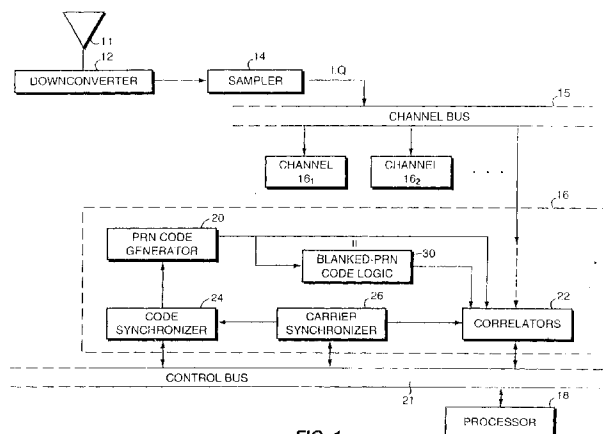 11
12
DOWNCONVERTER
14
SAMPLER
I,Q
15
CHANNEL BUS
CHANNEL
16₁
CHANNEL
16₂
. . .
16
20
PRN CODE
GENERATOR
30
BLANKED-PRN
CODE LOGIC
24
CODE
SYNCHRONIZER
26
CARRIER
SYNCHRONIZER
22
CORRELATORS
CONTROL BUS
21
18
PROCESSOR